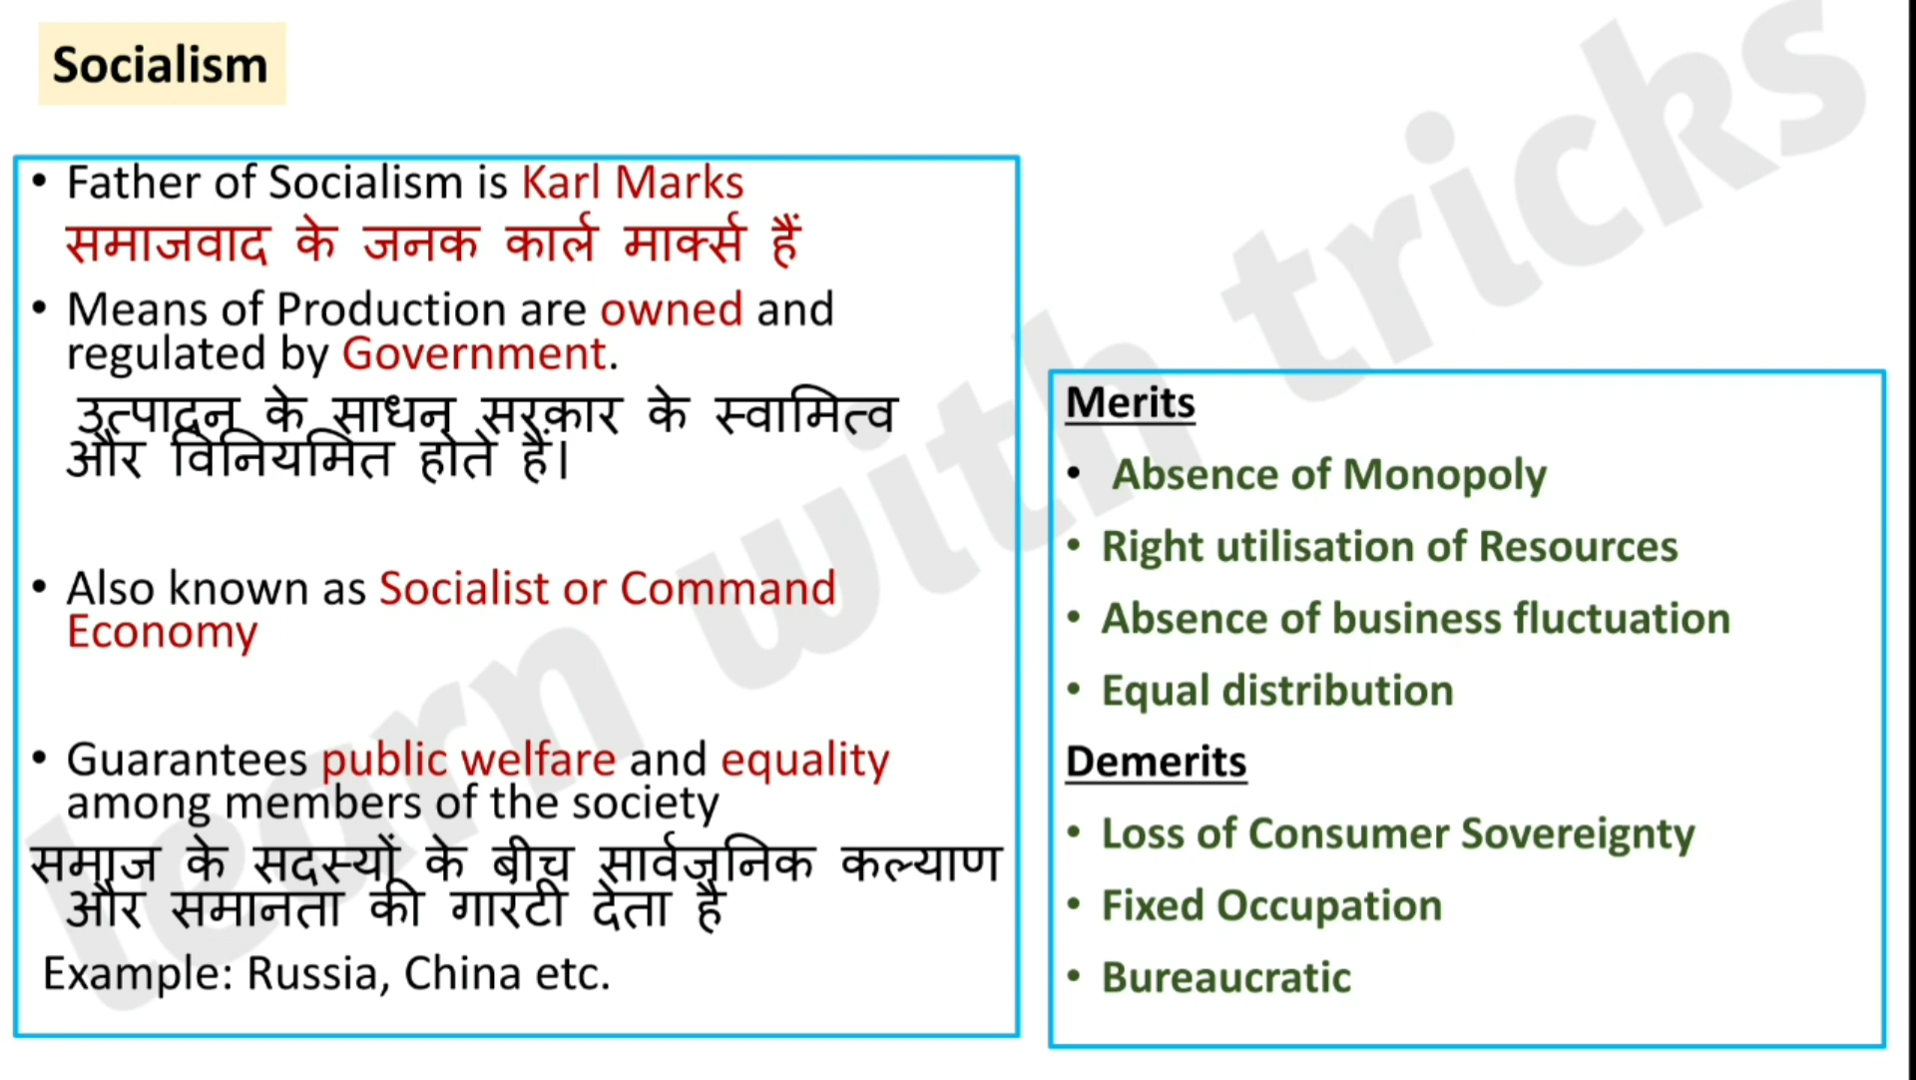 Socialism
• Father of Socialism is Karl Marks
समाजवाद के जनक कार्ल मार्क्स हैं
• Means of Production are owned and
regulated by Government.
उत्पादन के साधन सरकार के स्वामित्व
और विनियमित होते हैं।
• Also known as Socialist or Command
Economy
• Guarantees public welfare and equality
among members of the society
समाज के सदस्यों के बीच सार्वजनिक कल्याण
और समानता की गारंटी देता है
Example: Russia, China etc.
Merits
• Absence of Monopoly
• Right utilisation of Resources
• Absence of business fluctuation
• Equal distribution
Demerits
• Loss of Consumer Sovereignty
• Fixed Occupation
• Bureaucratic
learn with tricks